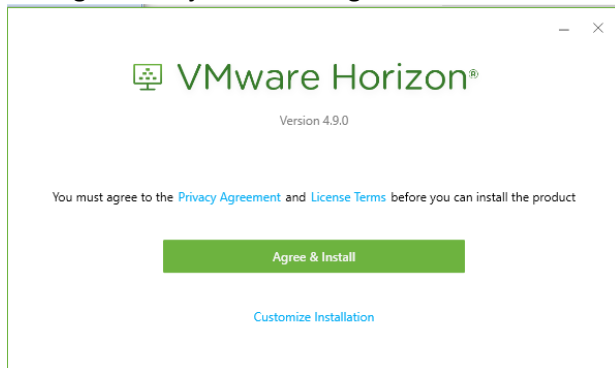 VMware Horizon®
Version 4.9.0
You must agree to the Privacy Agreement and License Terms before you can install the product
Agree & Install
Customize Installation